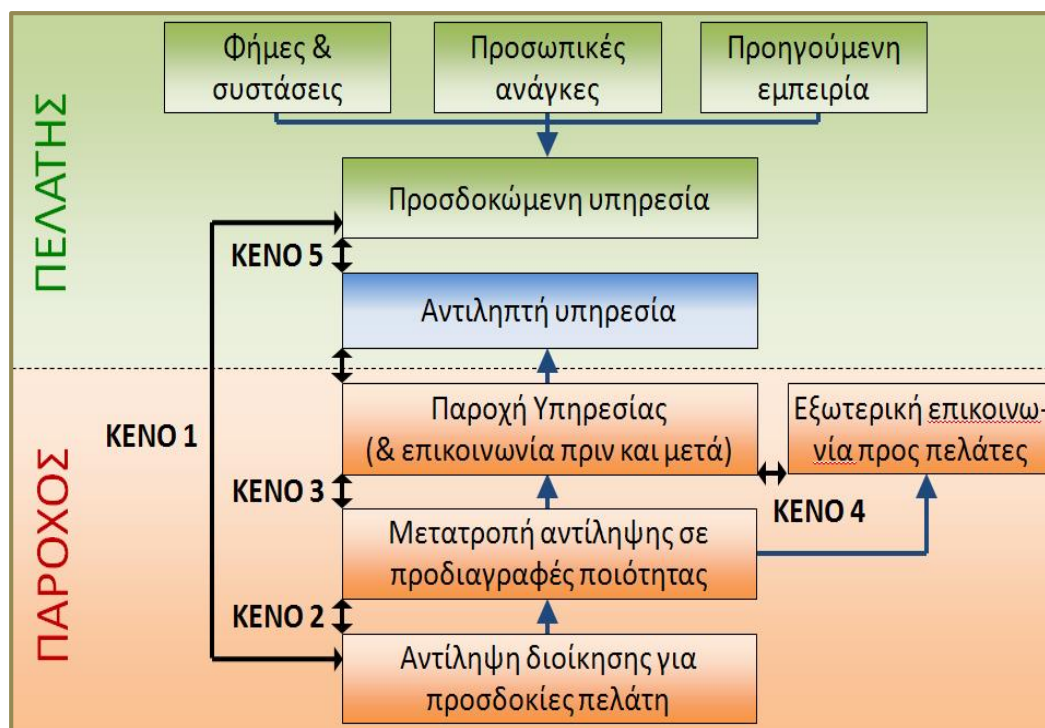 Φήμες &
συστάσεις
Προσωπικές
ανάγκες
Προηγούμενη
εμπειρία
ΠΕΛΑΤΗΣ
Προσδοκώμενη υπηρεσία
ΚΕΝΟ 5
Αντιληπτή υπηρεσία
ΠΑΡΟΧΟΣ
ΚΕΝΟ 1
Παροχή Υπηρεσίας
(& επικοινωνία πριν και μετά)
Εξωτερική επικοινω-
νία προς πελάτες
ΚΕΝΟ 3
ΚΕΝΟ 4
Μετατροπή αντίληψης σε
προδιαγραφές ποιότητας
ΚΕΝΟ 2
Αντίληψη διοίκησης για
προσδοκίες πελάτη